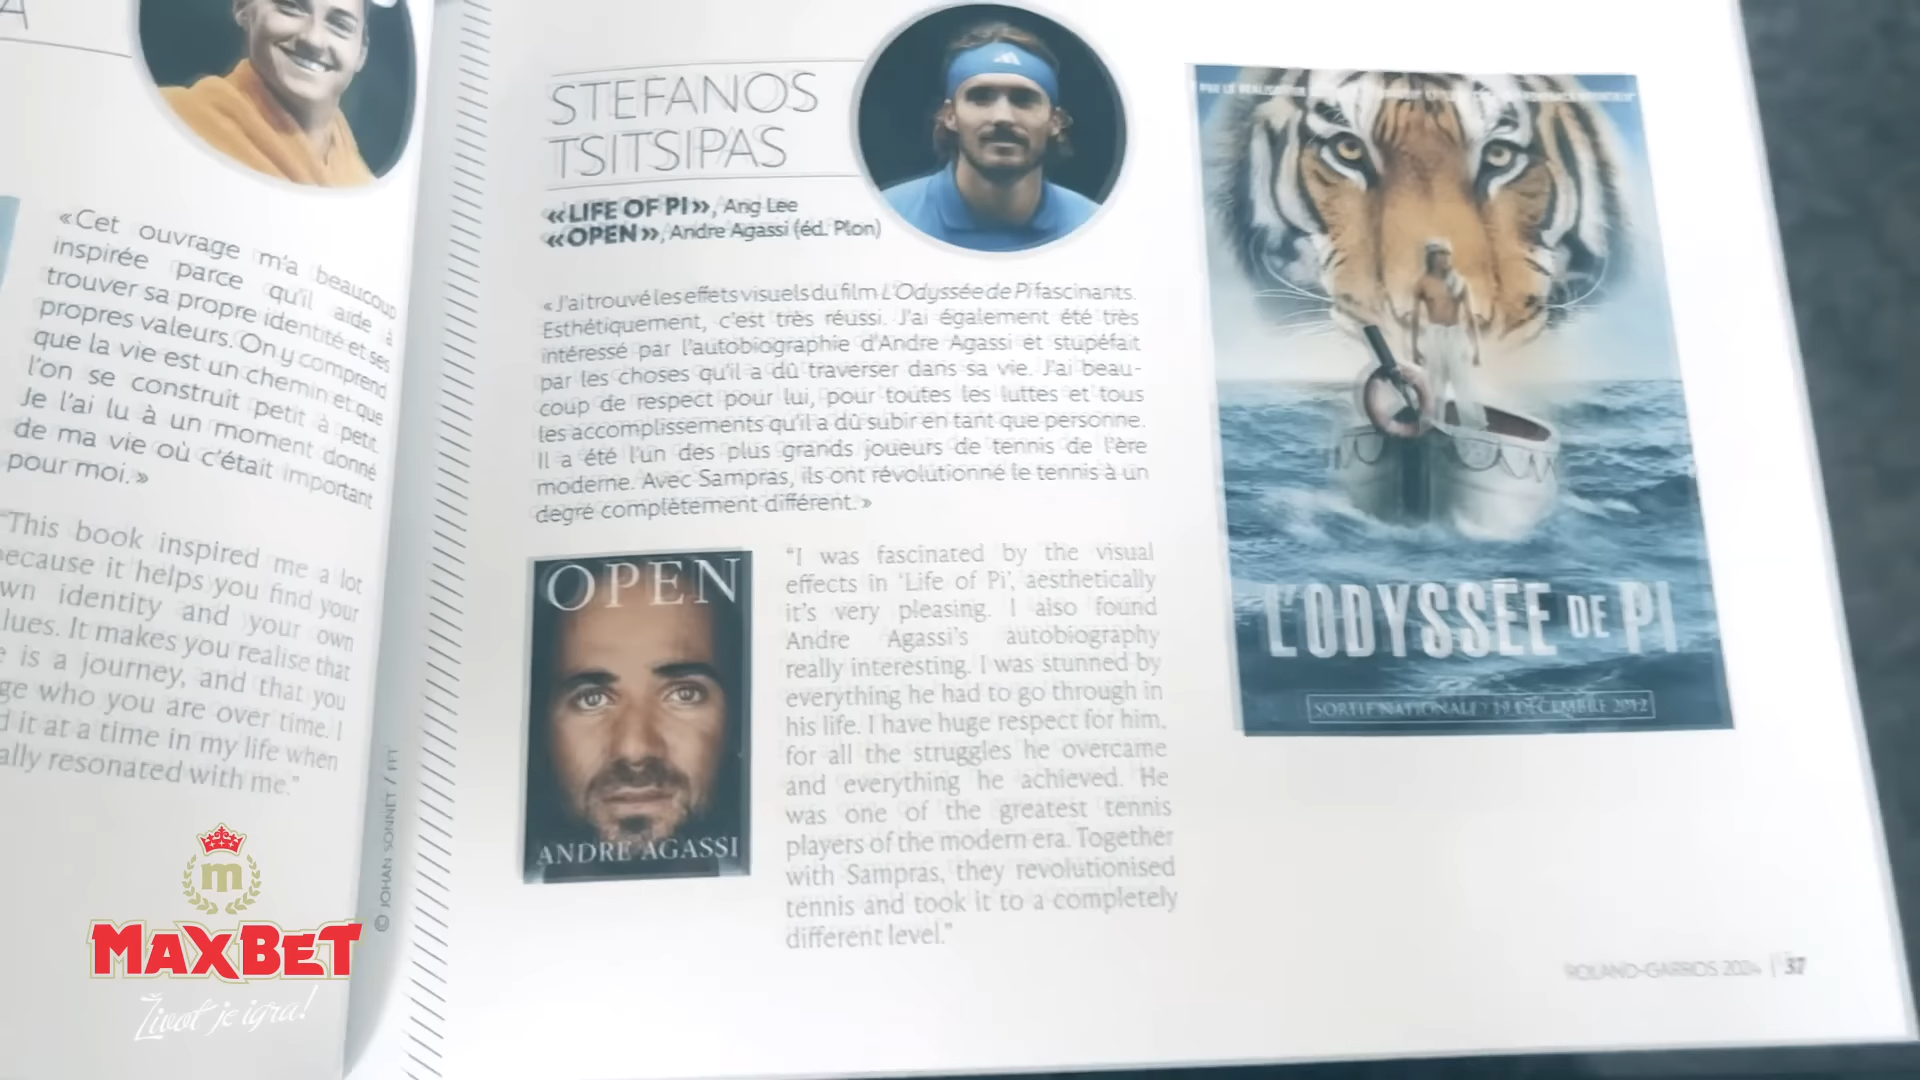 A
«Cet ouvrage m'a beaucoup
inspirée parce qu'il aide à
trouver sa propre identité et ses
propres valeurs. On y comprend
que la vie est un chemin et que
l'on se construit petit à petit.
Je l'ai lu à un moment donné
de ma vie où c'était important
pour moi.»
"This book inspired me a lot
because it helps you find your
own identity and your own
lues. It makes you realise that
e is a journey, and that you
ge who you are over time. I
d it at a time in my life when
ally resonated with me."
© JOHAN SONNET / FFT
STEFANOS
TSITSIPAS
«LIFE OF PI», Ang Lee
«OPEN», Andre Agassi (éd. Plon)
«J'ai trouvé les effets visuels du film L'Odyssée de Pi fascinants.
Esthétiquement, c'est très réussi. J'ai également été très
intéressé par l'autobiographie d'Andre Agassi et stupéfait
par les choses qu'il a dû traverser dans sa vie. J'ai beau-
coup de respect pour lui, pour toutes les luttes et tous
les accomplissements qu'il a dû subir en tant que personne.
Il a été l'un des plus grands joueurs de tennis de l'ère
moderne. Avec Sampras, ils ont révolutionné le tennis à un
degré complètement différent.»
OPEN
ANDRE AGASSI
"I was fascinated by the visual
effects in 'Life of Pi', aesthetically
it's very pleasing. I also found
Andre Agassi's autobiography
really interesting. I was stunned by
everything he had to go through in
his life. I have huge respect for him,
for all the struggles he overcame
and everything he achieved. He
was one of the greatest tennis
players of the modern era. Together
with Sampras, they revolutionised
tennis and took it to a completely
different level."
PAR LE RÉALISATEUR
L'ODYSSÉE DE PI
SORTIE NATIONALE 19 DÉCEMBRE 2012
ROLAND-GARROS 2024 | 37
m
MAXBET
Život je igra!